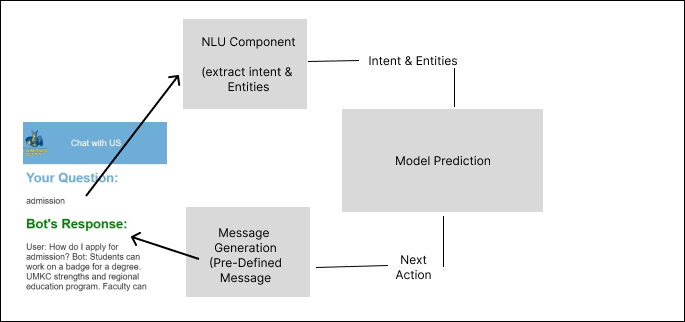 NLU Component
(extract intent &
Entities
Intent & Entities
Model Prediction
Next
Action
Message
Generation
(Pre-Defined
Message
Chat with US
Your Question:
admission
Bot's Response:
User: How do I apply for
admission? Bot: Students can
work on a badge for a degree.
UMKC strengths and regional
education program. Faculty can